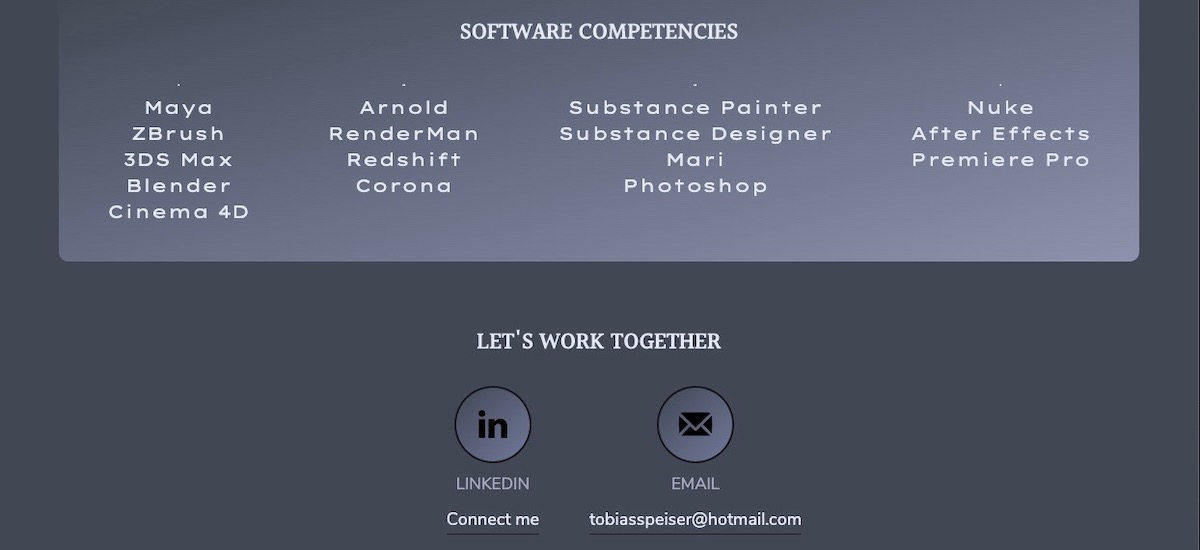 SOFTWARE COMPETENCIES
Maya
ZBrush
3DS Max
Blender
Cinema 4D
Arnold
RenderMan
Redshift
Corona
Substance Painter
Substance Designer
Mari
Photoshop
Nuke
After Effects
Premiere Pro
LET'S WORK TOGETHER
in
LINKEDIN
Connect me
EMAIL
tobiasspeiser@hotmail.com